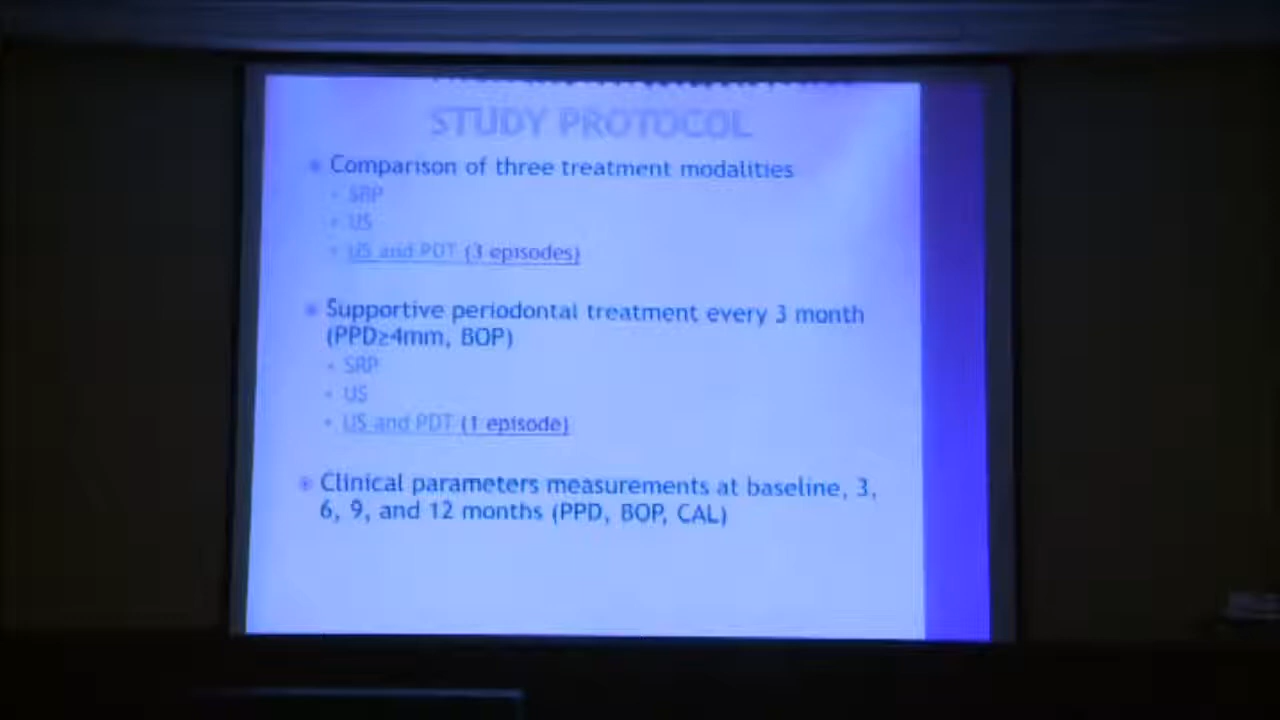 STUDY PROTOCOL
Comparison of three treatment modalities
SRP
US
US and PDT (3 episodes)
Supportive periodontal treatment every 3 month
(PPD≥4mm, BOP)
SRP
US
US and PDT (1 episode)
Clinical parameters measurements at baseline, 3,
6, 9, and 12 months (PPD, BOP, CAL)